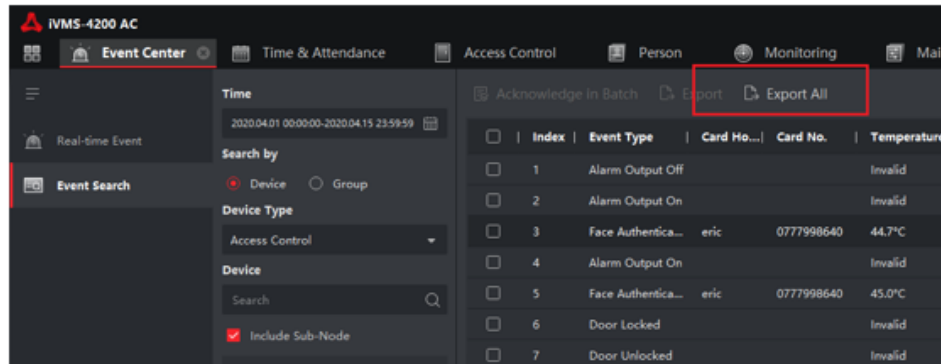 iVMS-4200 AC
Event Center Time & Attendance Access Control Person Monitoring Mai
Time
Acknowledge in Batch Export Export All
2020.04.01 00:00:00-2020.04.15 23:59:59
Real-time Event
Search by
Index Event Type Card Ho... Card No. Temperature
Device Group
1 Alarm Output Off Invalid
Event Search
Device Type
2 Alarm Output On Invalid
Access Control
3 Face Authentica... eric 0777998640 44.7°C
Device
4 Alarm Output On Invalid
Search
5 Face Authentica... eric 0777998640 45.0°C
Include Sub-Node
6 Door Locked Invalid
7 Door Unlocked Invalid